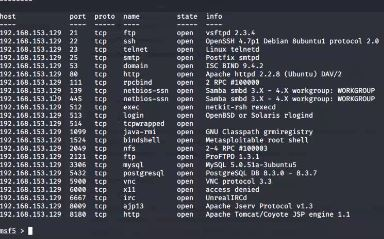 host port proto name state info
---- ---- ----- ---- ----- ----
192.168.153.129 21 tcp ftp open vsftpd 2.3.4
192.168.153.129 22 tcp ssh open OpenSSH 4.7p1 Debian 8ubuntu1 protocol 2.0
192.168.153.129 23 tcp telnet open Linux telnetd
192.168.153.129 25 tcp smtp open Postfix smtpd
192.168.153.129 53 tcp domain open ISC BIND 9.4.2
192.168.153.129 80 tcp http open Apache httpd 2.2.8 (Ubuntu) DAV/2
192.168.153.129 111 tcp rpcbind open 2 RPC #100000
192.168.153.129 139 tcp netbios-ssn open Samba smbd 3.X - 4.X workgroup: WORKGROUP
192.168.153.129 445 tcp netbios-ssn open Samba smbd 3.X - 4.X workgroup: WORKGROUP
192.168.153.129 512 tcp exec open netkit-rsh rexecd
192.168.153.129 513 tcp login open OpenBSD or Solaris rlogind
192.168.153.129 514 tcp tcpwrapped open
192.168.153.129 1099 tcp java-rmi open GNU Classpath grmiregistry
192.168.153.129 1524 tcp bindshell open Metasploitable root shell
192.168.153.129 2049 tcp nfs open 2-4 RPC #100003
192.168.153.129 2121 tcp ftp open ProFTPD 1.3.1
192.168.153.129 3306 tcp mysql open MySQL 5.0.51a-3ubuntu5
192.168.153.129 5432 tcp postgresql open PostgreSQL DB 8.3.0 - 8.3.7
192.168.153.129 5900 tcp vnc open VNC protocol 3.3
192.168.153.129 6000 tcp x11 open access denied
192.168.153.129 6667 tcp irc open UnrealIRCd
192.168.153.129 8009 tcp ajp13 open Apache Jserv Protocol v1.3
192.168.153.129 8180 tcp http open Apache Tomcat/Coyote JSP engine 1.1
msf5 >